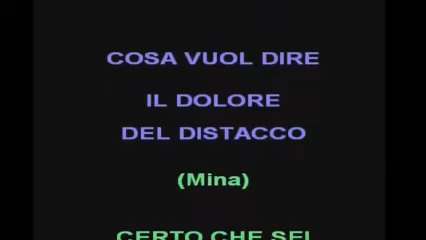 COSA VUOL DIRE
IL DOLORE
DEL DISTACCO
(Mina)
CERTO CHE SEI